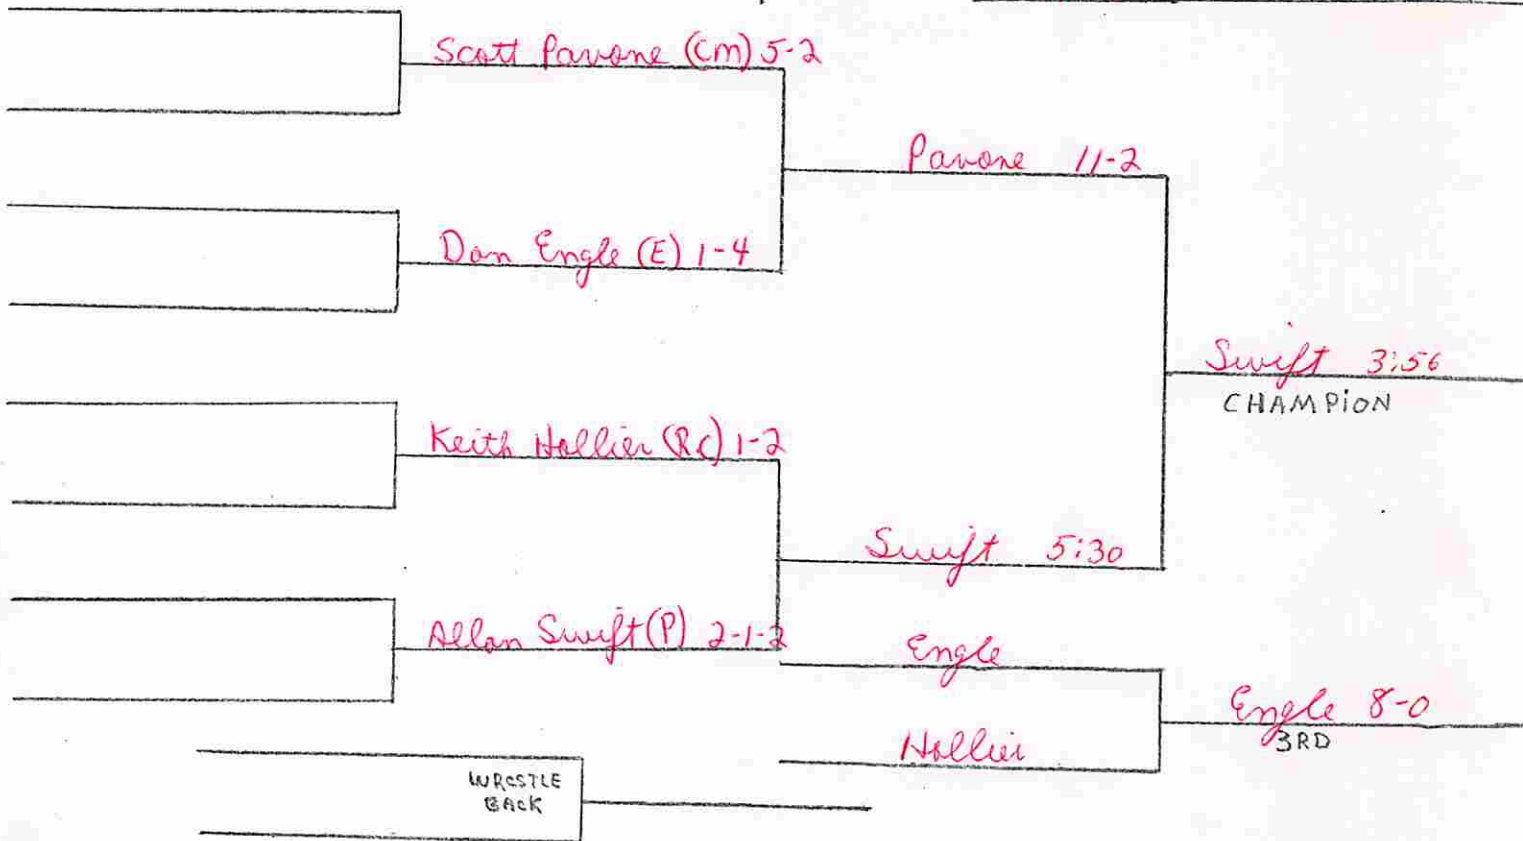 Scott Pavone (CM) 5-2
Pavone 11-2
Dan Engle (E) 1-4
Swift 3:56
CHAMPION
Keith Hollier (RC) 1-2
Swift 5:30
Allan Swift (P) 2-1-2
Engle
Engle 8-0
3RD
Hollier
WRESTLE
BACK